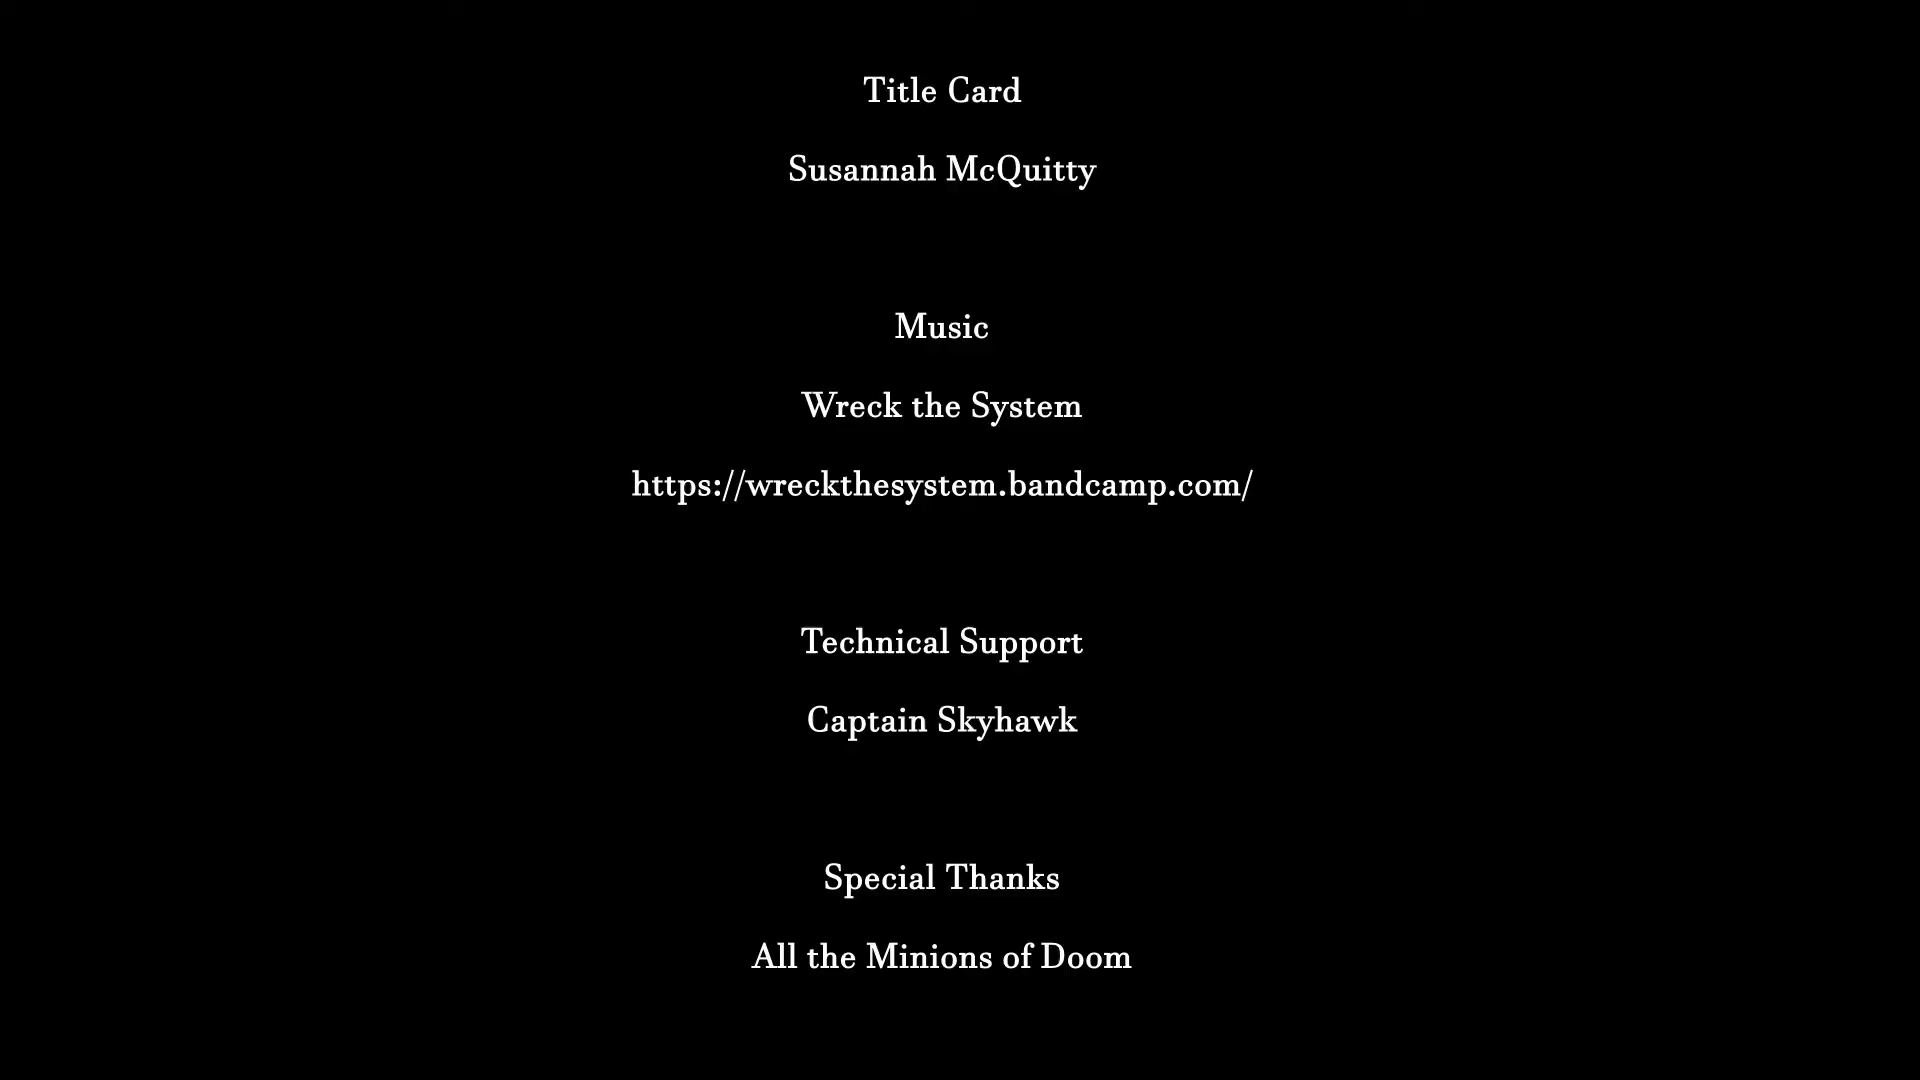 Title Card
Susannah McQuitty
Music
Wreck the System
https://wreckthesystem.bandcamp.com/
Technical Support
Captain Skyhawk
Special Thanks
All the Minions of Doom